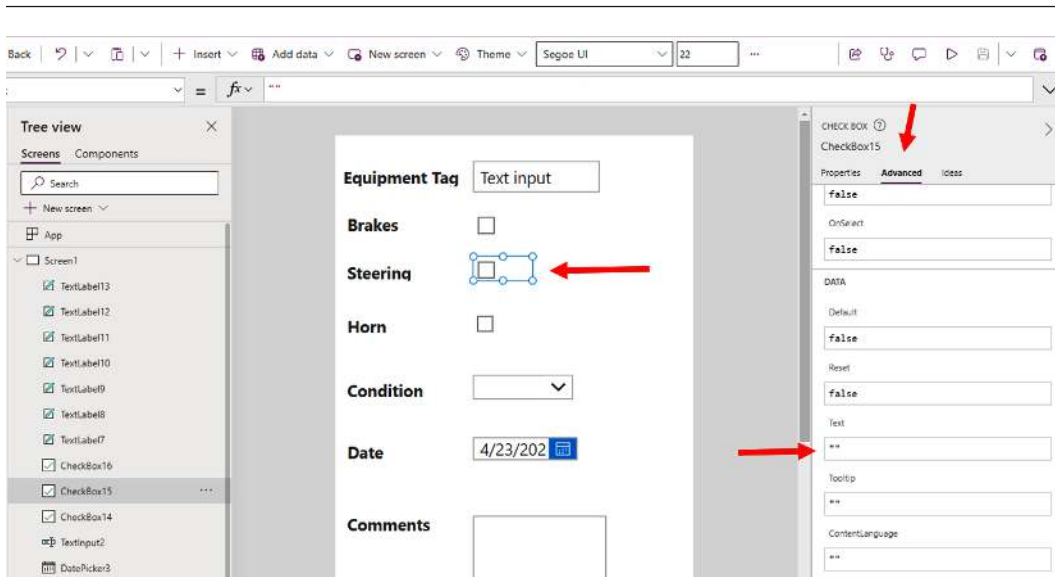 Back Insert Add data New screen Theme Segoe UI 22 ...
= fx ""
Tree view
Screens Components
Search
New screen
App
Screen1
TextLabel13
TextLabel12
TextLabel11
TextLabel10
TextLabel9
TextLabel8
TextLabel7
CheckBox16
CheckBox15 ...
CheckBox14
TextInput2
DatePicker3
Equipment Tag Text input
Brakes
Steering
Horn
Condition
Date 4/23/202
Comments
CHECK BOX
CheckBox15
Properties Advanced Ideas
false
OnSelect
false
DATA
Default
false
Reset
false
Text
""
Tooltip
""
ContentLanguage
""